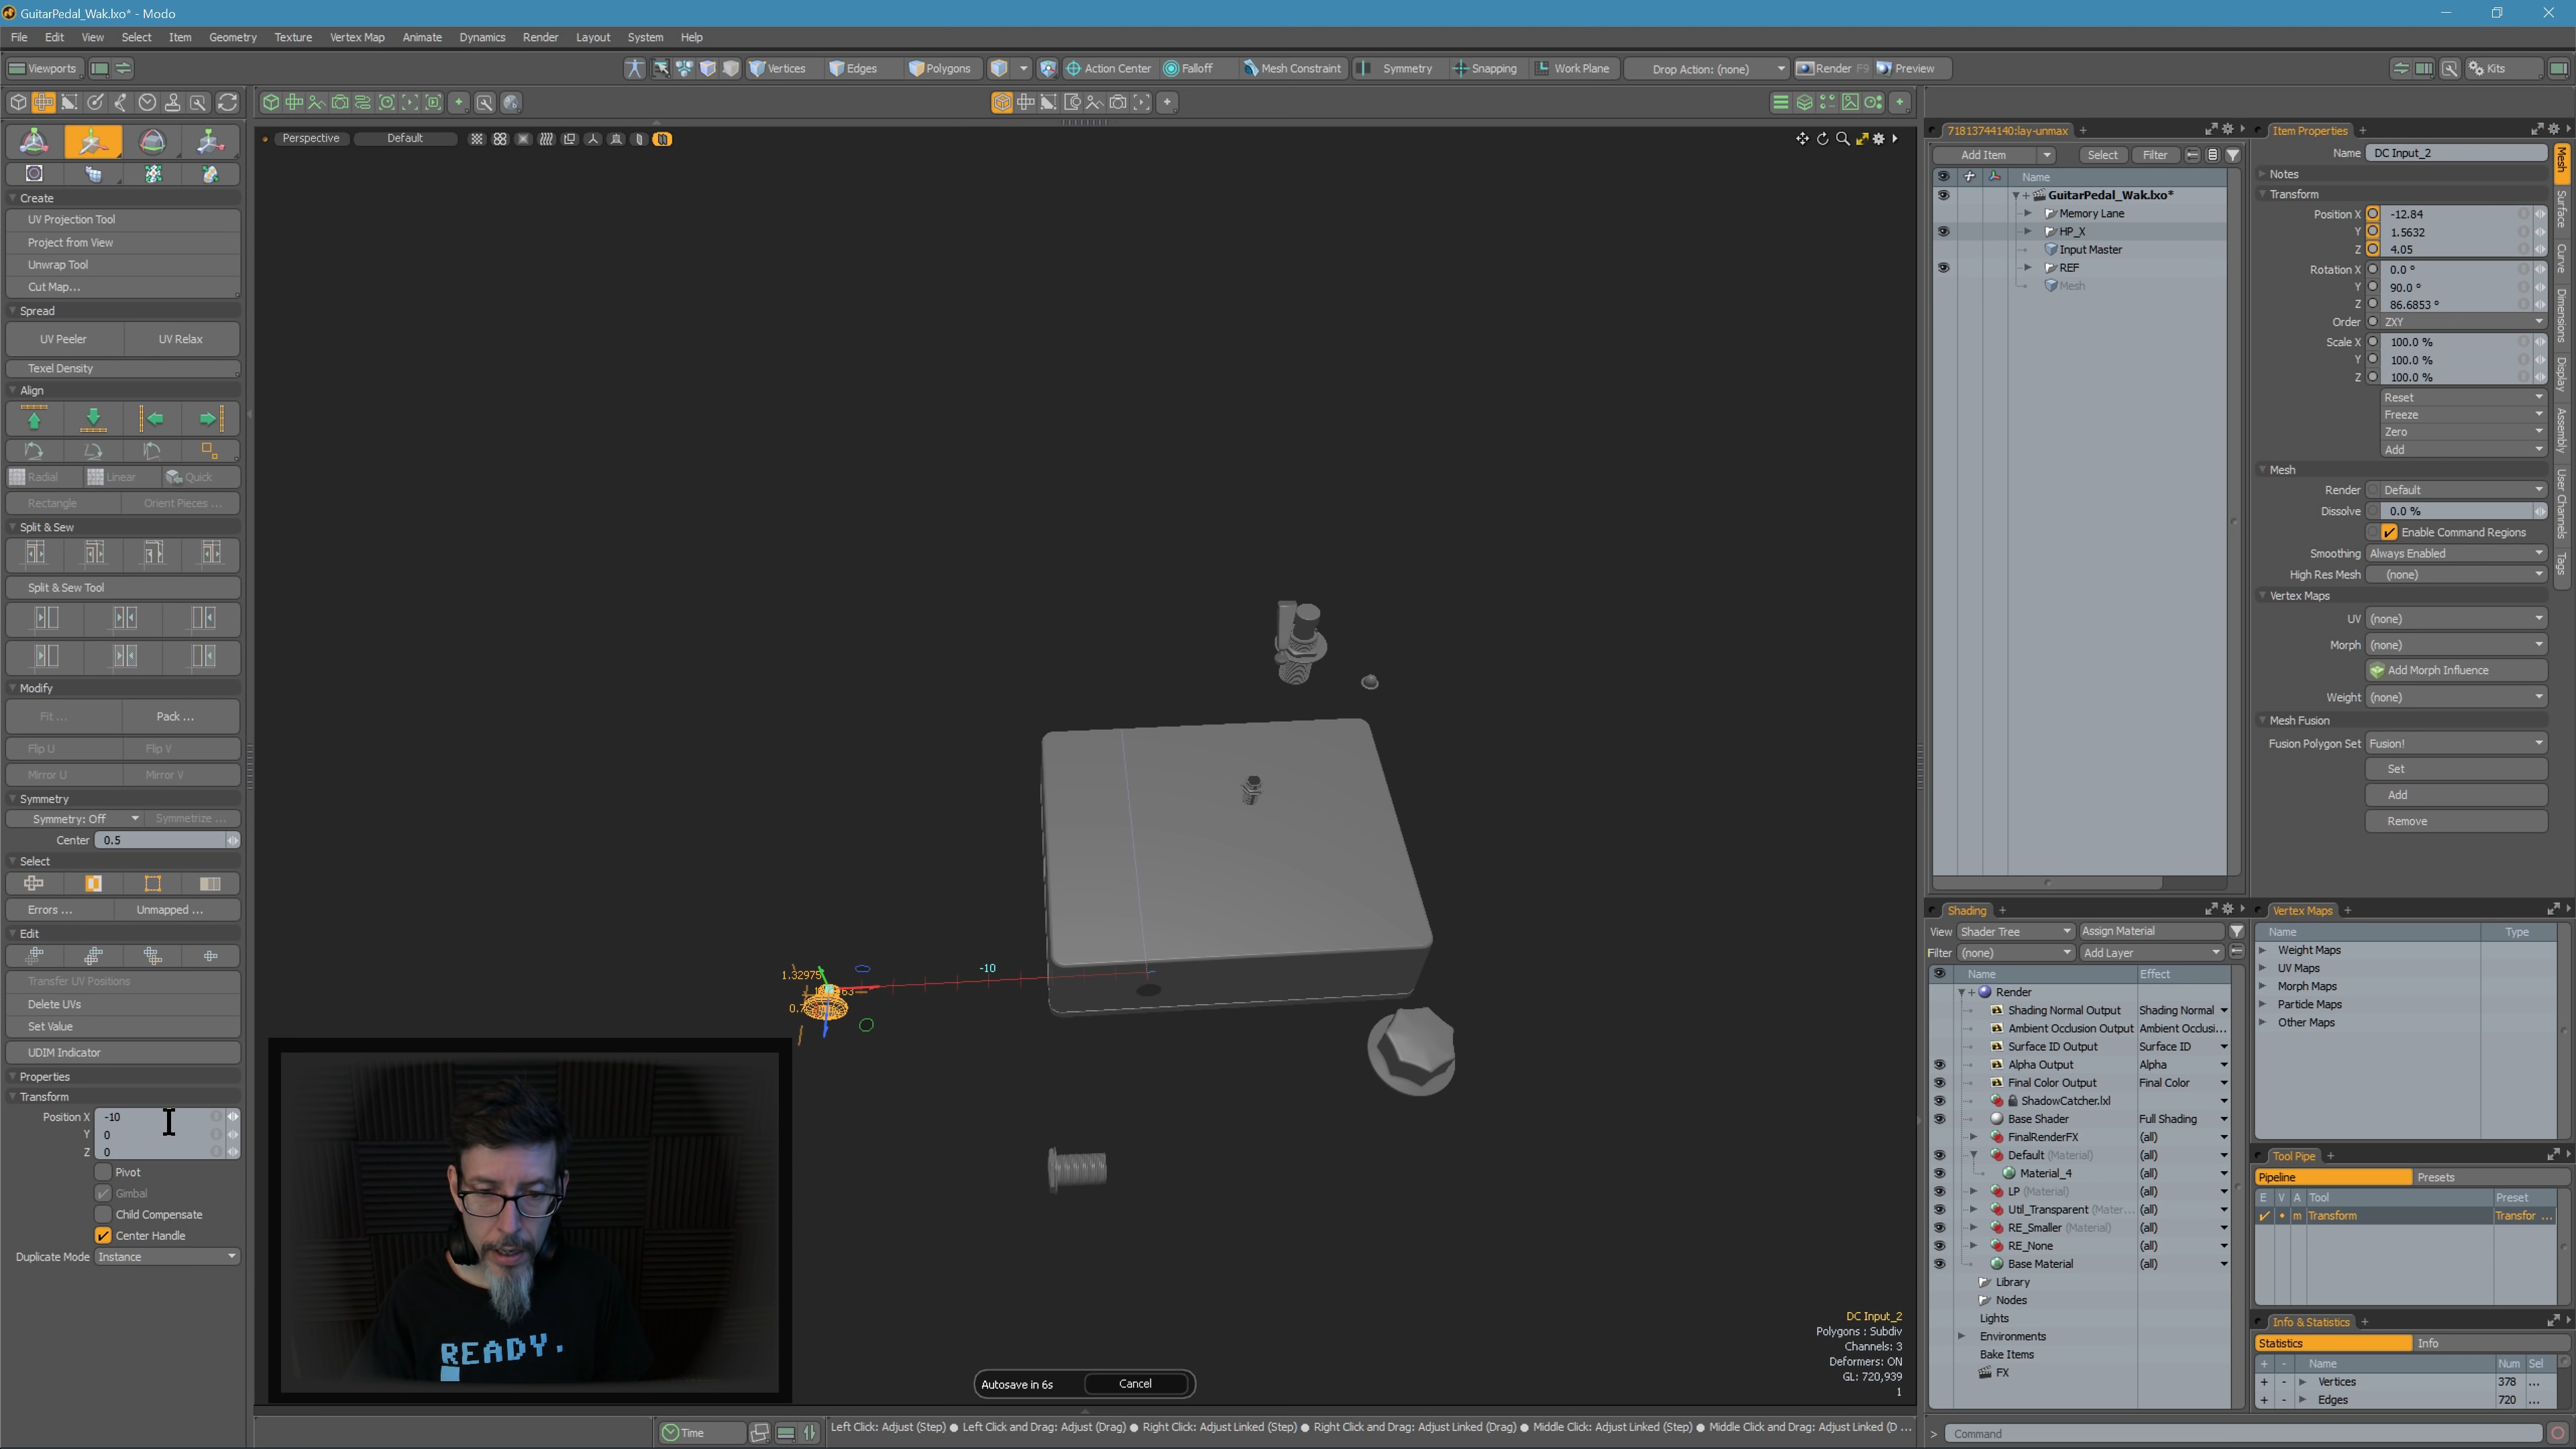 GuitarPedal_Wak.lxo* - Modo
File Edit View Select Item Geometry Texture Vertex Map Animate Dynamics Render Layout System Help
Viewports Vertices Edges Polygons Action Center Falloff Mesh Constraint Symmetry Snapping Work Plane Drop Action: (none) Render F9 Preview Kits
Perspective Default
Create
UV Projection Tool
Project from View
Unwrap Tool
Cut Map...
Spread
UV Peeler UV Relax
Texel Density
Align
Radial Linear Quick
Rectangle Orient Pieces ...
Split & Sew
Split & Sew Tool
Modify
Fit ... Pack ...
Flip U Flip V
Mirror U Mirror V
Symmetry
Symmetry: Off Symmetrize ...
Center 0.5
Select
Errors ... Unmapped ...
Edit
Transfer UV Positions
Delete UVs
Set Value
UDIM Indicator
Properties
Transform
Position X -10
Y 0
Z 0
Pivot
Gimbal
Child Compensate
Center Handle
Duplicate Mode Instance
-10
1.32975
READY.
DC Input_2
Polygons : Subdiv
Channels: 3
Deformers: ON
GL: 720,939
1
Autosave in 6s Cancel
Time
Left Click: Adjust (Step) ● Left Click and Drag: Adjust (Drag) ● Right Click: Adjust Linked (Step) ● Right Click and Drag: Adjust Linked (Drag) ● Middle Click: Adjust Linked (Step) ● Middle Click and Drag: Adjust Linked (D ...
71813744140:lay-unmax +
Add Item Select Filter
Name
GuitarPedal_Wak.lxo*
Memory Lane
HP_X
Input Master
REF
Mesh
Item Properties +
Name DC Input_2
Notes
Transform
Position X -12.84
Y 1.5632
Z 4.05
Rotation X 0.0 °
Y 90.0 °
Z 86.6853 °
Order ZXY
Scale X 100.0 %
Y 100.0 %
Z 100.0 %
Reset
Freeze
Zero
Add
Mesh
Render Default
Dissolve 0.0 %
Enable Command Regions
Smoothing Always Enabled
High Res Mesh (none)
Vertex Maps
UV (none)
Morph (none)
Add Morph Influence
Weight (none)
Mesh Fusion
Fusion Polygon Set Fusion!
Set
Add
Remove
Mesh
Surface
Curve
Dimensions
Display
Assembly
User Channels
Tags
Shading +
View Shader Tree Assign Material
Filter (none) Add Layer
Name Effect
Render
Shading Normal Output Shading Normal
Ambient Occlusion Output Ambient Occlusi...
Surface ID Output Surface ID
Alpha Output Alpha
Final Color Output Final Color
ShadowCatcher.lxl
Base Shader Full Shading
FinalRenderFX (all)
Default (Material) (all)
Material_4 (all)
LP (Material) (all)
Util_Transparent (Mater... (all)
RE_Smaller (Material) (all)
RE_None (all)
Base Material (all)
Library
Nodes
Lights
Environments
Bake Items
FX
Vertex Maps +
Name Type
Weight Maps
UV Maps
Morph Maps
Particle Maps
Other Maps
Tool Pipe +
Pipeline Presets
E V A Tool Preset
m Transform Transfor ...
Info & Statistics +
Statistics Info
+ - Name Num Sel
+ - Vertices 378 ...
+ - Edges 720 ...
> Command